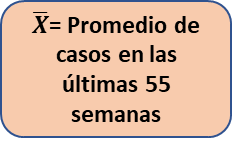 X̅= Promedio de
casos en las
últimas 55
semanas